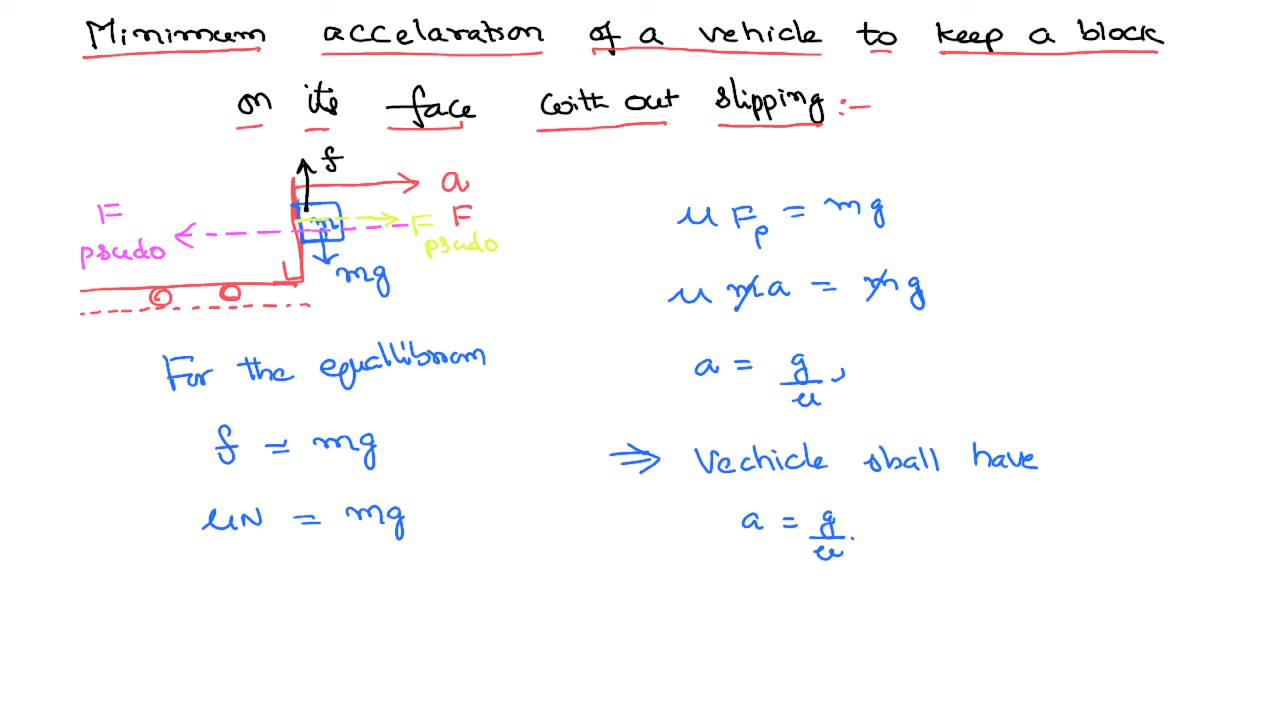 Minimum accelaration of a vehicle to keep a block
on its face with out slipping :-
f
a
F
pseudo
m
F
F
pseudo
mg
For the equallibriam
f = mg
μN = mg
μ Fp = mg
μ ma = mg
a = g/μ,
⇒ Vechicle shall have
a = g/μ.